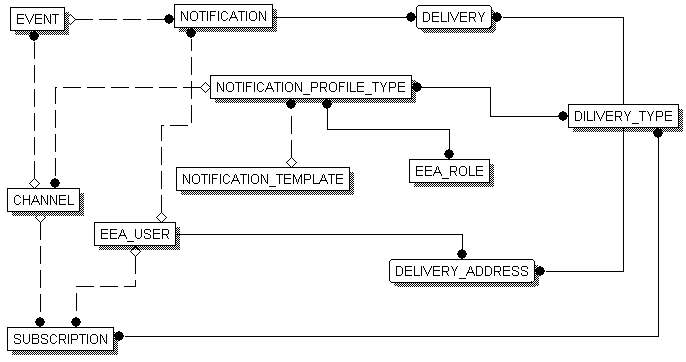 EVENT
NOTIFICATION
DELIVERY
NOTIFICATION_PROFILE_TYPE
DILIVERY_TYPE
NOTIFICATION_TEMPLATE
EEA_ROLE
CHANNEL
EEA_USER
DELIVERY_ADDRESS
SUBSCRIPTION